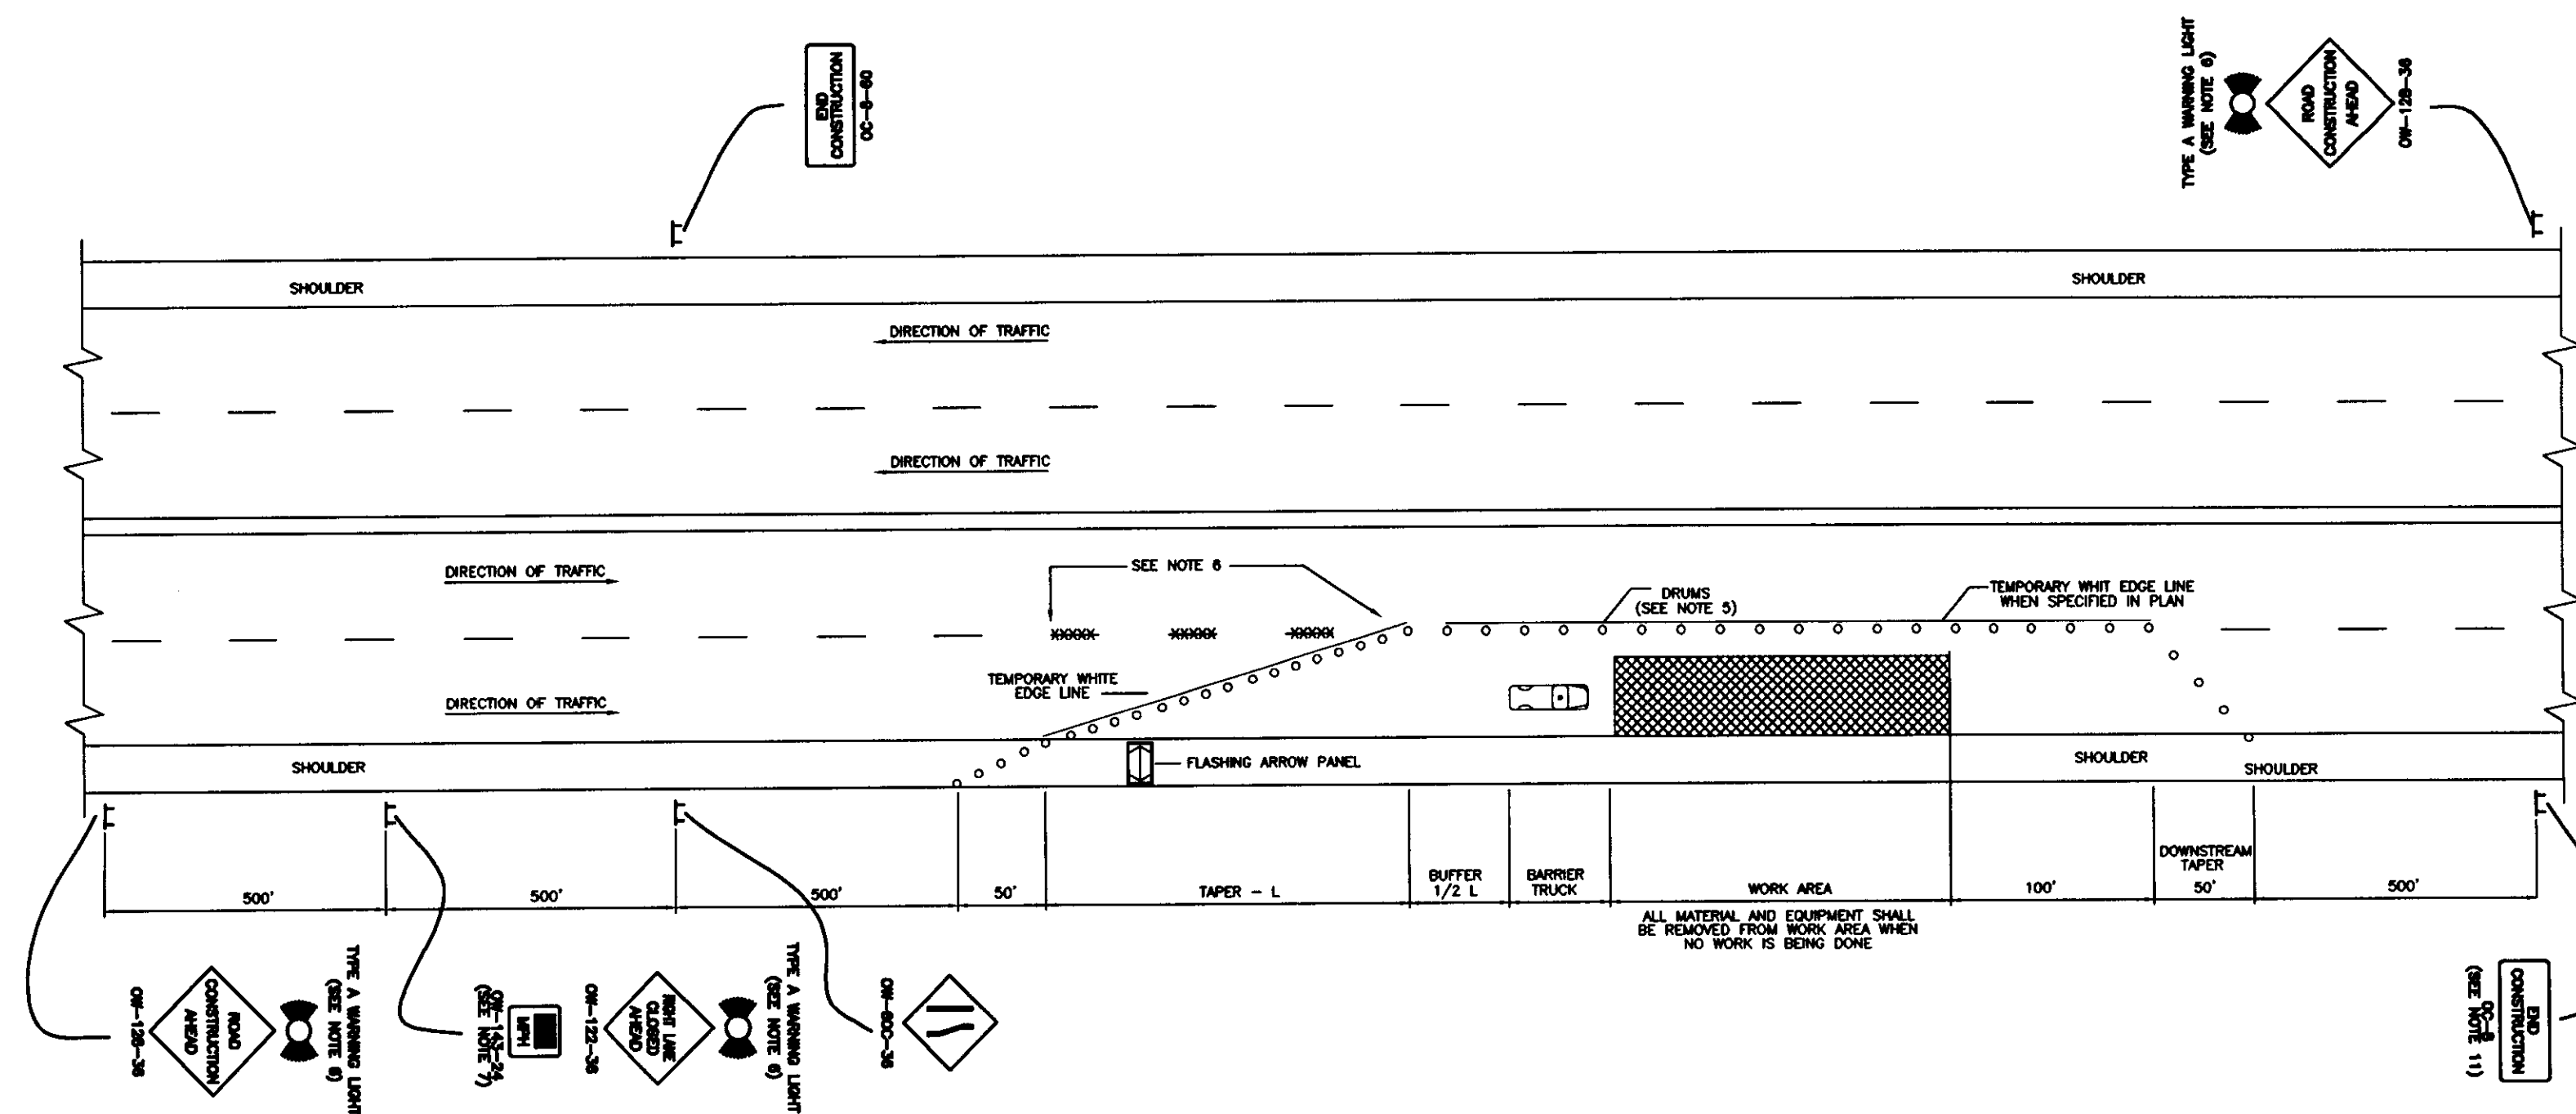 END
CONSTRUCTION
OC-8-60
TYPE A WARNING LIGHT
(SEE NOTE 6)
ROAD
CONSTRUCTION
AHEAD
OW-128-36
SHOULDER
SHOULDER
DIRECTION OF TRAFFIC
DIRECTION OF TRAFFIC
DIRECTION OF TRAFFIC
SEE NOTE 6
DRUMS
(SEE NOTE 5)
TEMPORARY WHIT EDGE LINE
WHEN SPECIFIED IN PLAN
TEMPORARY WHITE
EDGE LINE
DIRECTION OF TRAFFIC
SHOULDER
FLASHING ARROW PANEL
SHOULDER
SHOULDER
500'
500'
500'
50'
TAPER - L
BUFFER
1/2 L
BARRIER
TRUCK
WORK AREA
100'
DOWNSTREAM
TAPER
50'
500'
ALL MATERIAL AND EQUIPMENT SHALL
BE REMOVED FROM WORK AREA WHEN
NO WORK IS BEING DONE
OW-128-36
ROAD
CONSTRUCTION
AHEAD
TYPE A WARNING LIGHT
(SEE NOTE 6)
OW-143-24
(SEE NOTE 7)
MPH
OW-122-36
RIGHT LANE
CLOSED
AHEAD
TYPE A WARNING LIGHT
(SEE NOTE 6)
OW-80C-36
END
CONSTRUCTION
OC-8
(SEE NOTE 11)